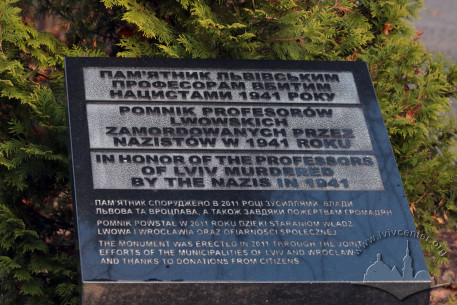 ПАМ'ЯТНИК ЛЬВІВСЬКИМ
ПРОФЕСОРАМ ВБИТИМ
НАЦИСТАМИ 1941 РОКУ
POMNIK PROFESORÓW
LWOWSKICH
ZAMORDOWANYCH PRZEZ
NAZISTÓW W 1941 ROKU
IN HONOR OF THE PROFESSORS
OF LVIV MURDERED
BY THE NAZIS IN 1941
ПАМ'ЯТНИК СПОРУДЖЕНО В 2011 РОЦІ ЗУСИЛЛЯМИ ВЛАДИ
ЛЬВОВА ТА ВРОЦЛАВА, А ТАКОЖ ЗАВДЯКИ ПОЖЕРТВАМ ГРОМАДЯН
POMNIK POWSTAŁ W 2011 ROKU DZIĘKI STARANIOM WŁADZ
LWOWA I WROCŁAWIA ORAZ OFIARNOŚCI SPOŁECZNEJ
THE MONUMENT WAS ERECTED IN 2011 THROUGH THE JOINT
EFFORTS OF THE MUNICIPALITIES OF LVIV AND WROCLAW
AND THANKS TO DONATIONS FROM CITIZENS